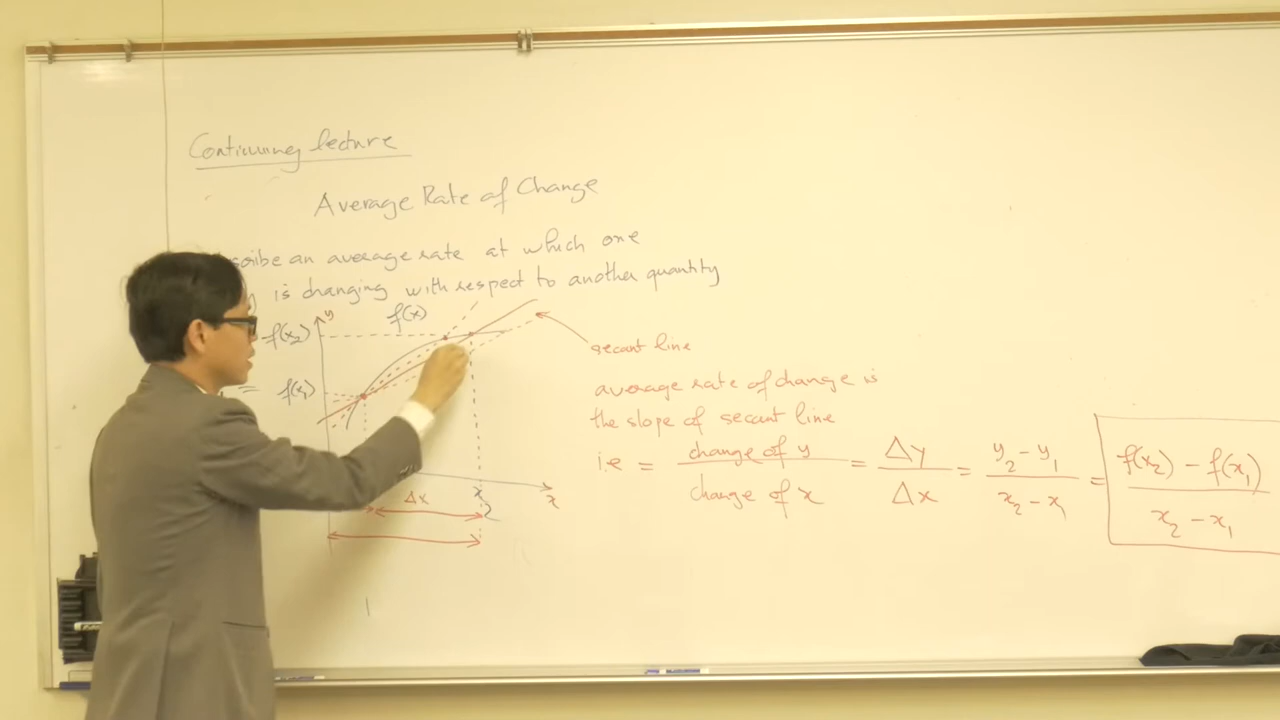 Continuing lecture
Average Rate of Change
scribe an average rate at which one
is changing with respect to another quantity
y
f(x)
f(x₂)
secant line
= f(x₁)
average rate of change is
the slope of secant line
i.e = change of y / change of x = Δy / Δx = y₂ - y₁ / x₂ - x₁ = f(x₂) - f(x₁) / x₂ - x₁
x₂
x
Δx